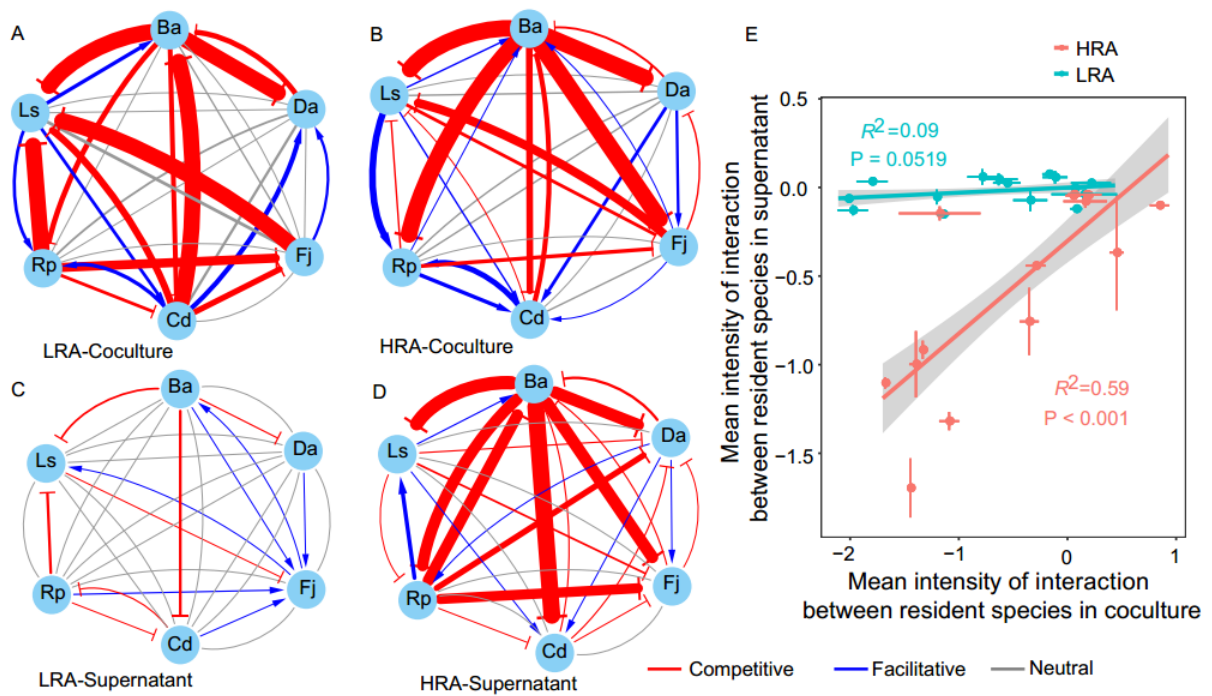 A
Ba
Ls
Da
Rp
Fj
Cd
LRA-Coculture
B
Ba
Ls
Da
Rp
Fj
Cd
HRA-Coculture
C
Ba
Ls
Da
Rp
Fj
Cd
LRA-Supernatant
D
Ba
Ls
Da
Rp
Fj
Cd
HRA-Supernatant
Competitive
Facilitative
Neutral
E
HRA
LRA
Mean intensity of interaction
between resident species in supernatant
0.5
0.0
−0.5
−1.0
−1.5
R²=0.09
P = 0.0519
R²=0.59
P < 0.001
−2
−1
0
1
Mean intensity of interaction
between resident species in coculture